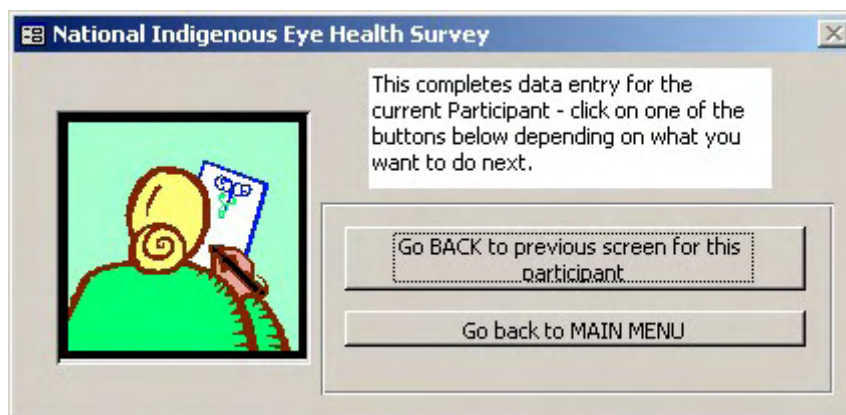 National Indigenous Eye Health Survey
This completes data entry for the
current Participant - click on one of the
buttons below depending on what you
want to do next.
Go BACK to previous screen for this
participant
Go back to MAIN MENU